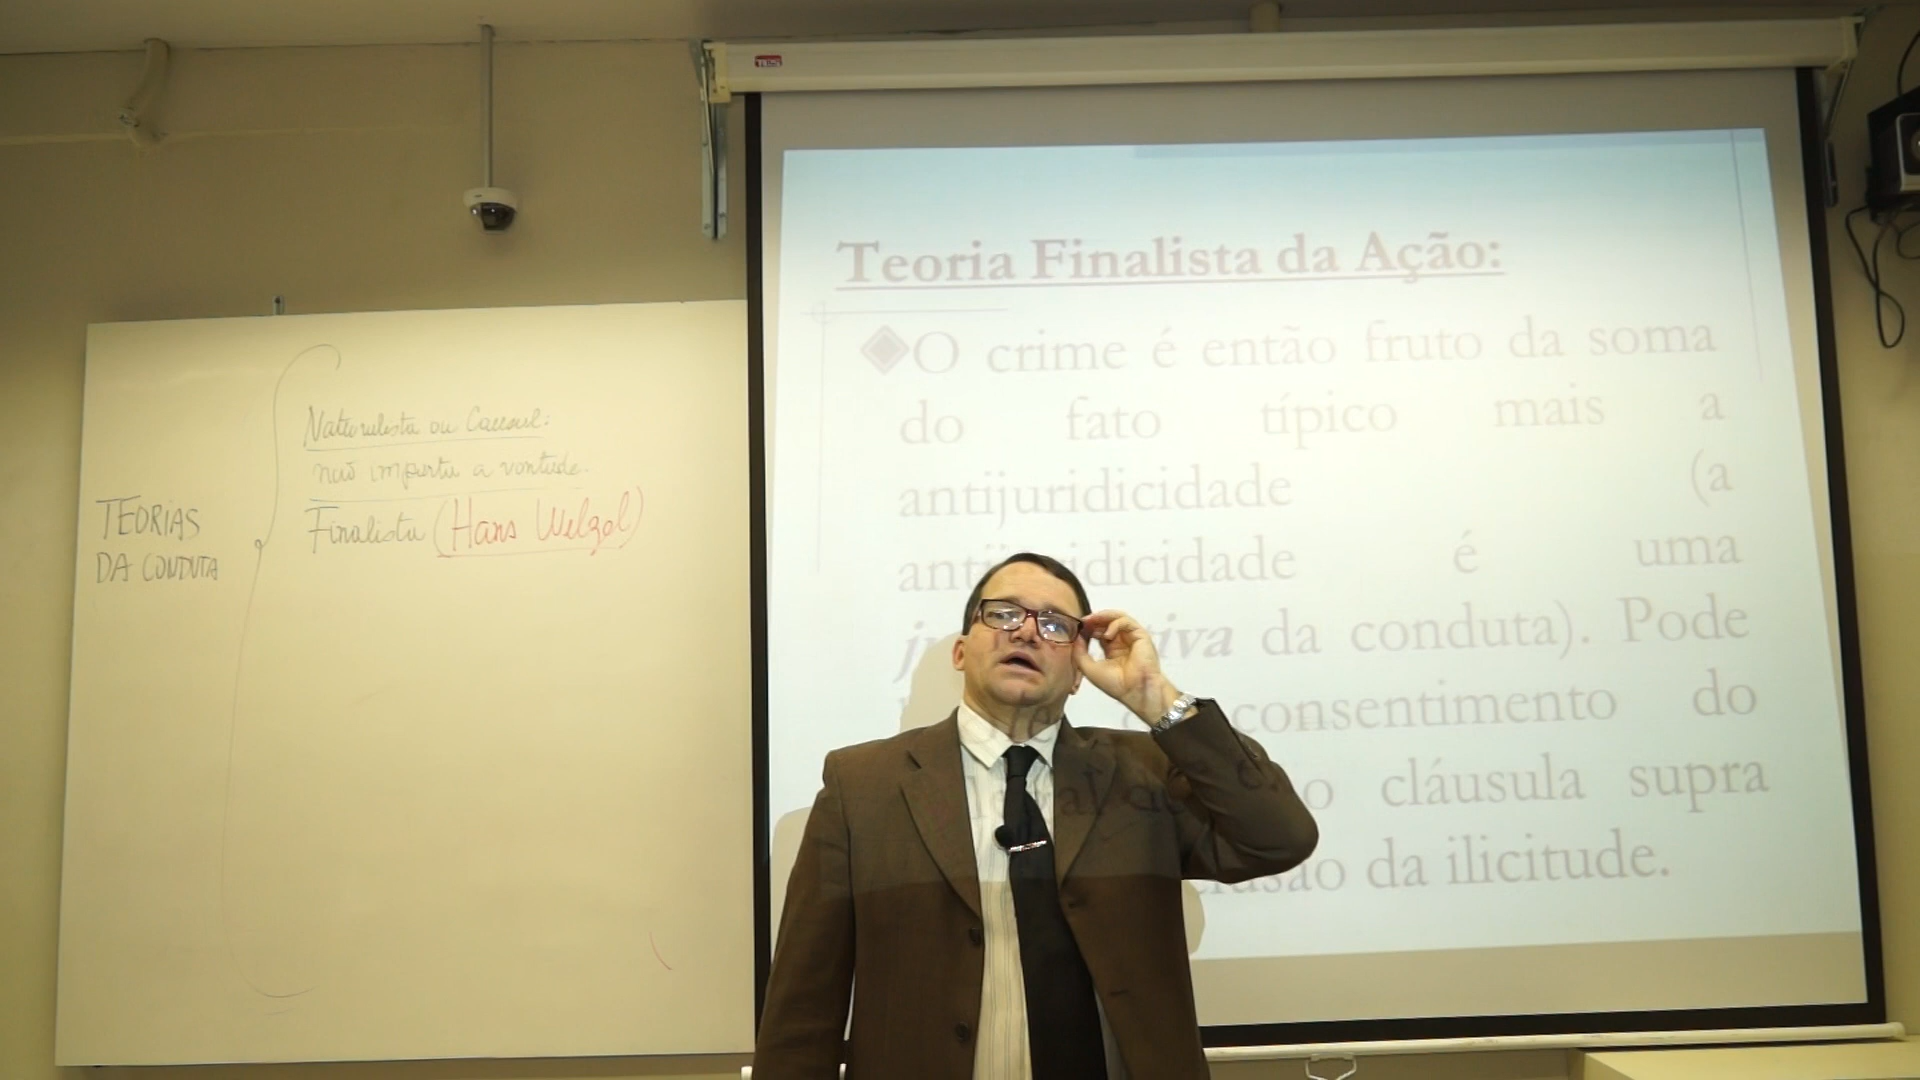 TEORIAS
DA CONDUTA
Naturalista ou Causal:
não importa a vontade.
Finalista (Hans Welzel)
Teoria Finalista da Ação:
O crime é então fruto da soma
do fato típico mais a
antijuridicidade (a
é uma
da conduta). Pode
consentimento do
cláusula supra
da ilicitude.